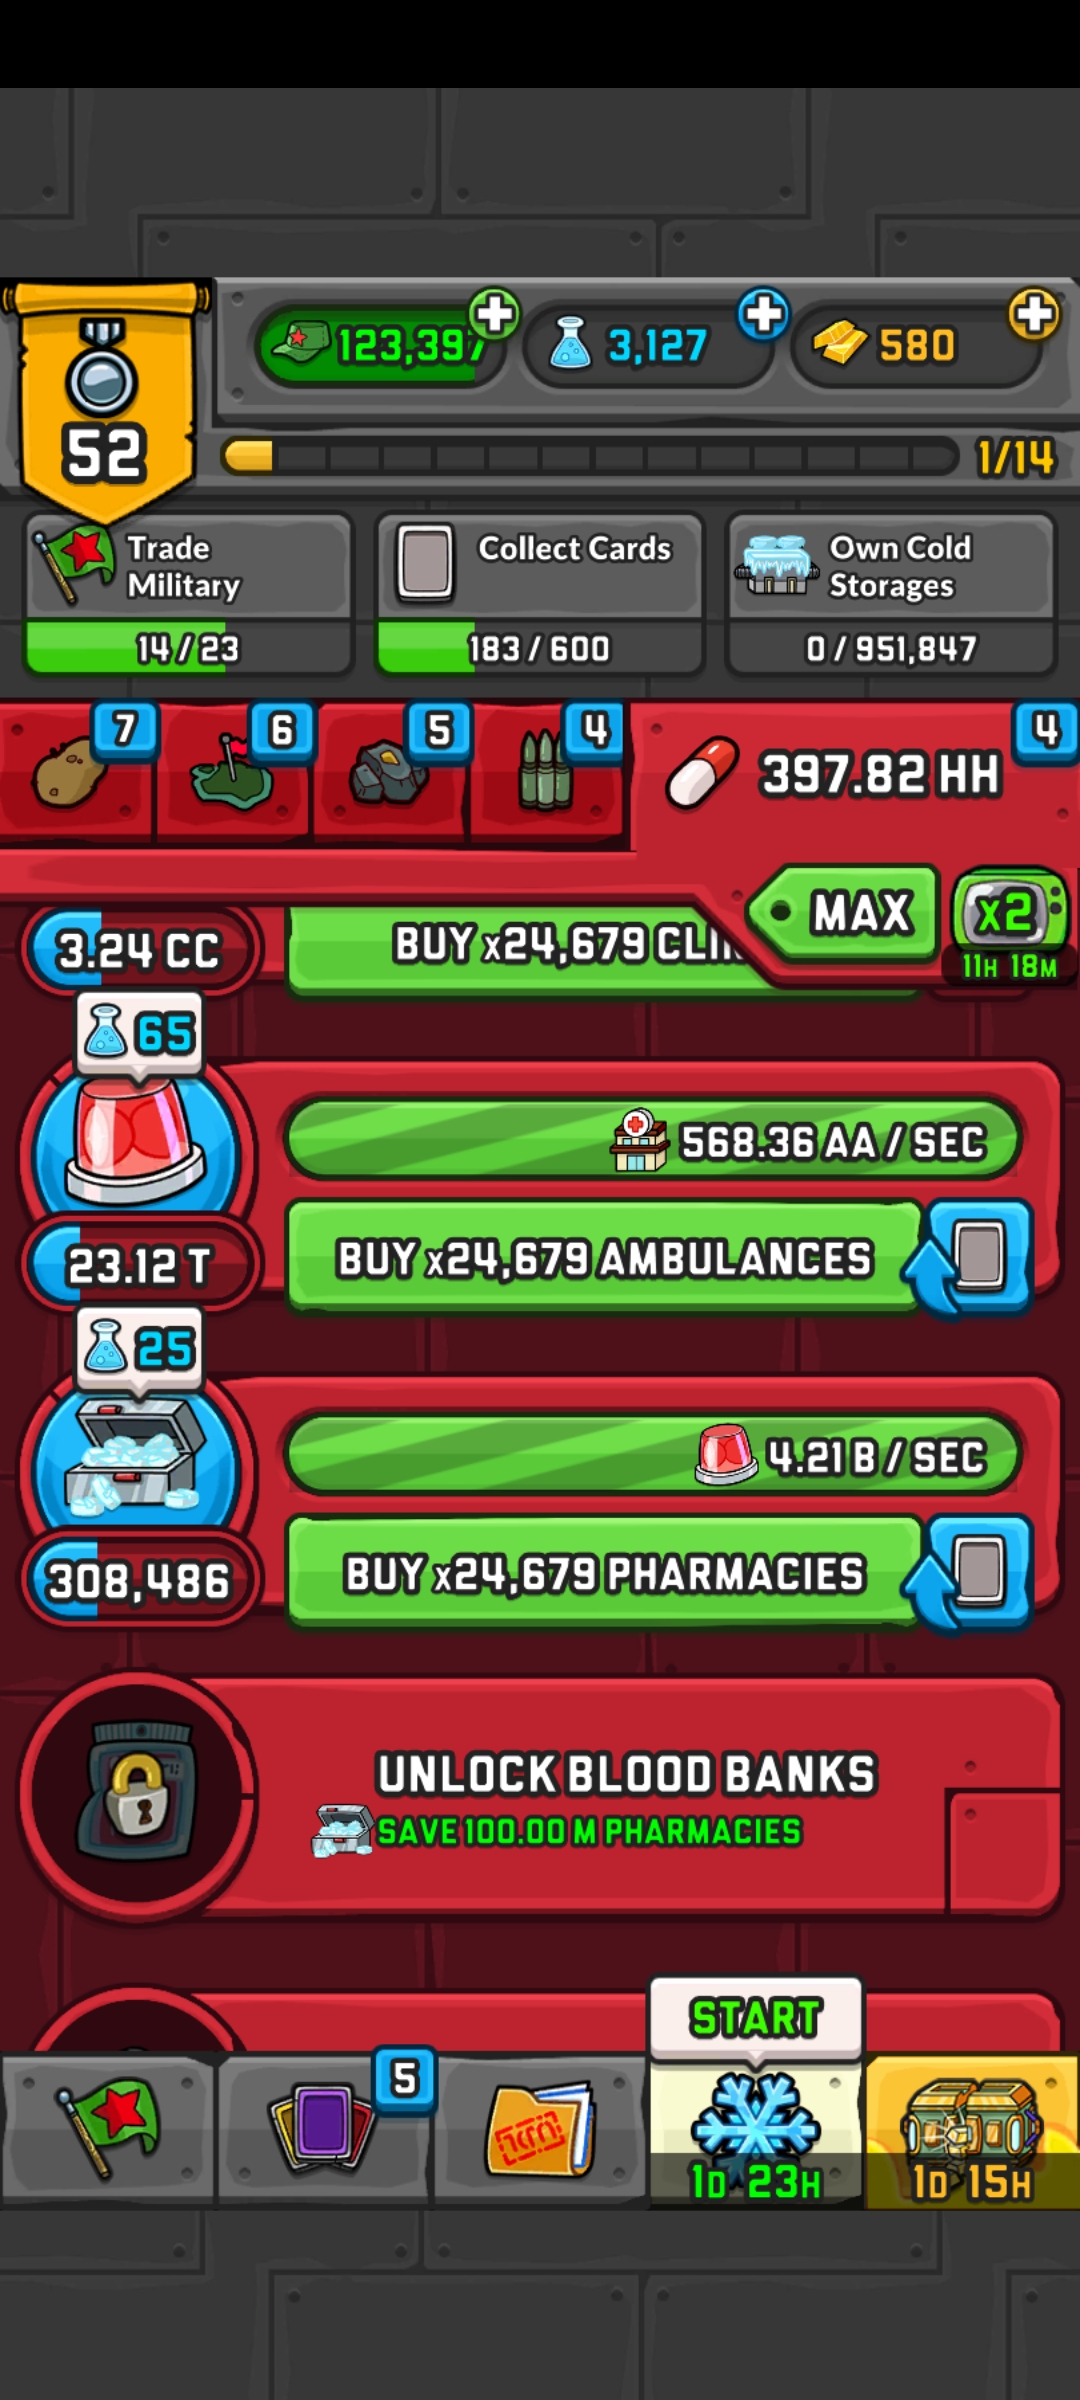 123,397
3,127
580
52
1/14
Trade
Military
Collect Cards
Own Cold
Storages
14/23
183/600
0/951,847
7
6
5
4
4
397.82 HH
MAX
x2
11H 18M
3.24 CC
BUY x24,679
65
568.36 AA / SEC
23.12 T
BUY x24,679 AMBULANCES
25
4.21 B / SEC
308,486
BUY x24,679 PHARMACIES
UNLOCK BLOOD BANKS
SAVE 100.00 M PHARMACIES
START
5
1D 23H
1D 15H